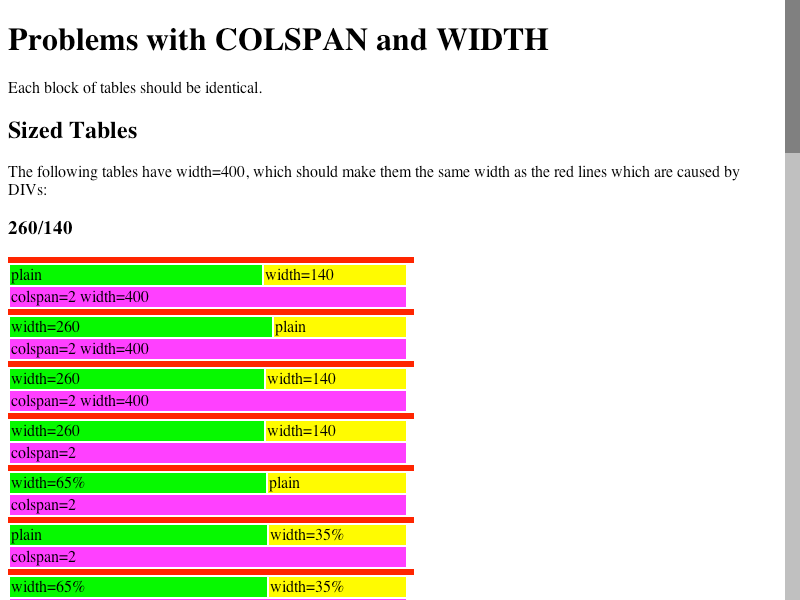 Problems with COLSPAN and WIDTH
Each block of tables should be identical.
Sized Tables
The following tables have width=400, which should make them the same width as the red lines which are caused by
DIVs:
260/140
plain width=140
colspan=2 width=400
width=260 plain
colspan=2 width=400
width=260 width=140
colspan=2 width=400
width=260 width=140
colspan=2
width=65% plain
colspan=2
plain width=35%
colspan=2
width=65% width=35%